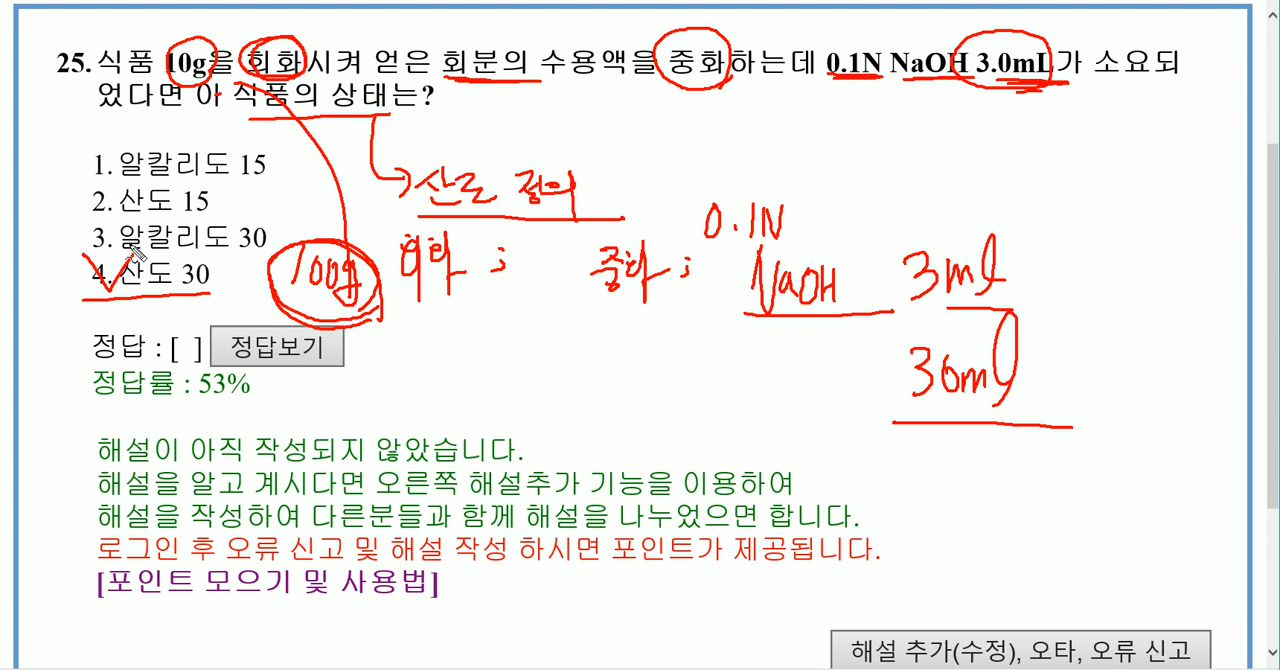 25. 식품 10g을 회화시켜 얻은 회분의 수용액을 중화하는데 0.1N NaOH 3.0mL가 소요되
었다면 아 식품의 상태는?
1. 알칼리도 15
2. 산도 15
3. 알칼리도 30
4. 산도 30
산도 정의
100g 회화 ; 중화 ; 0.1N NaOH 3ml
30ml
정답 : [ ] 정답보기
정답률 : 53%
해설이 아직 작성되지 않았습니다.
해설을 알고 계시다면 오른쪽 해설추가 기능을 이용하여
해설을 작성하여 다른분들과 함께 해설을 나누었으면 합니다.
로그인 후 오류 신고 및 해설 작성 하시면 포인트가 제공됩니다.
[포인트 모으기 및 사용법]
해설 추가(수정), 오타, 오류 신고